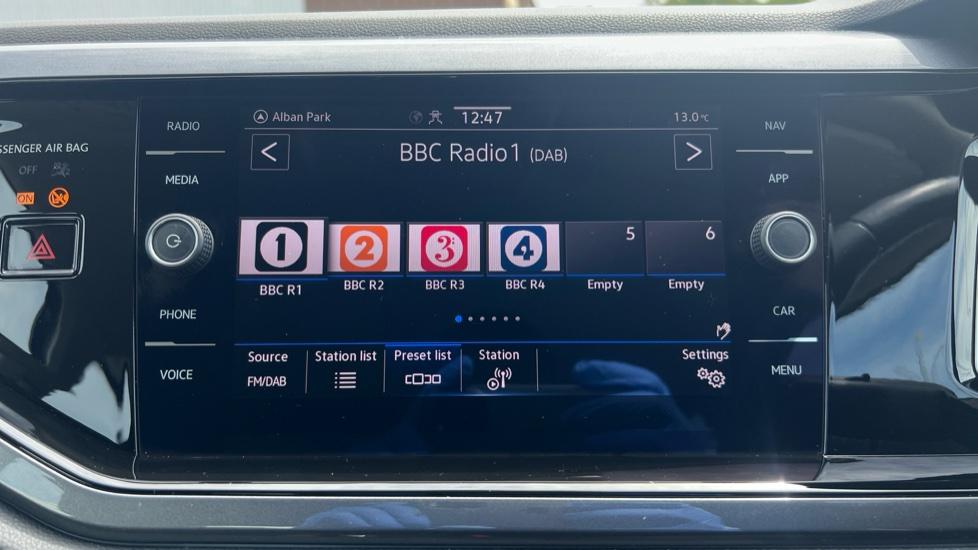 SSENGER AIR BAG
OFF
ON
RADIO
MEDIA
PHONE
VOICE
Alban Park
12:47
13.0°C
< BBC Radio1 (DAB) >
1 2 3 4 5 6
BBC R1 BBC R2 BBC R3 BBC R4 Empty Empty
Source Station list Preset list Station Settings
FM/DAB
NAV
APP
CAR
MENU